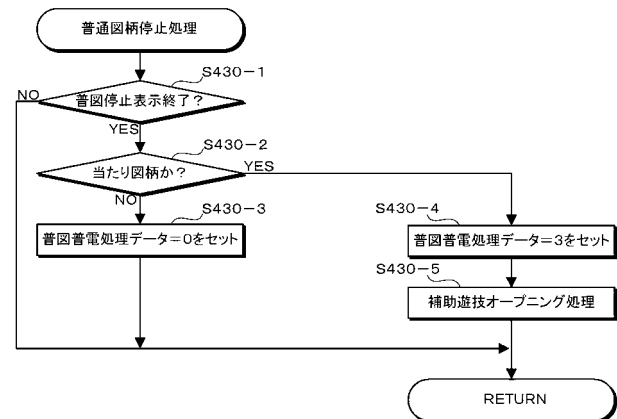 普通図柄停止処理
S430-1
普図停止表示終了？
NO
YES
S430-2
当たり図柄か？
YES
NO
S430-3
普図普電処理データ=0をセット
S430-4
普図普電処理データ=3をセット
S430-5
補助遊技オープニング処理
RETURN